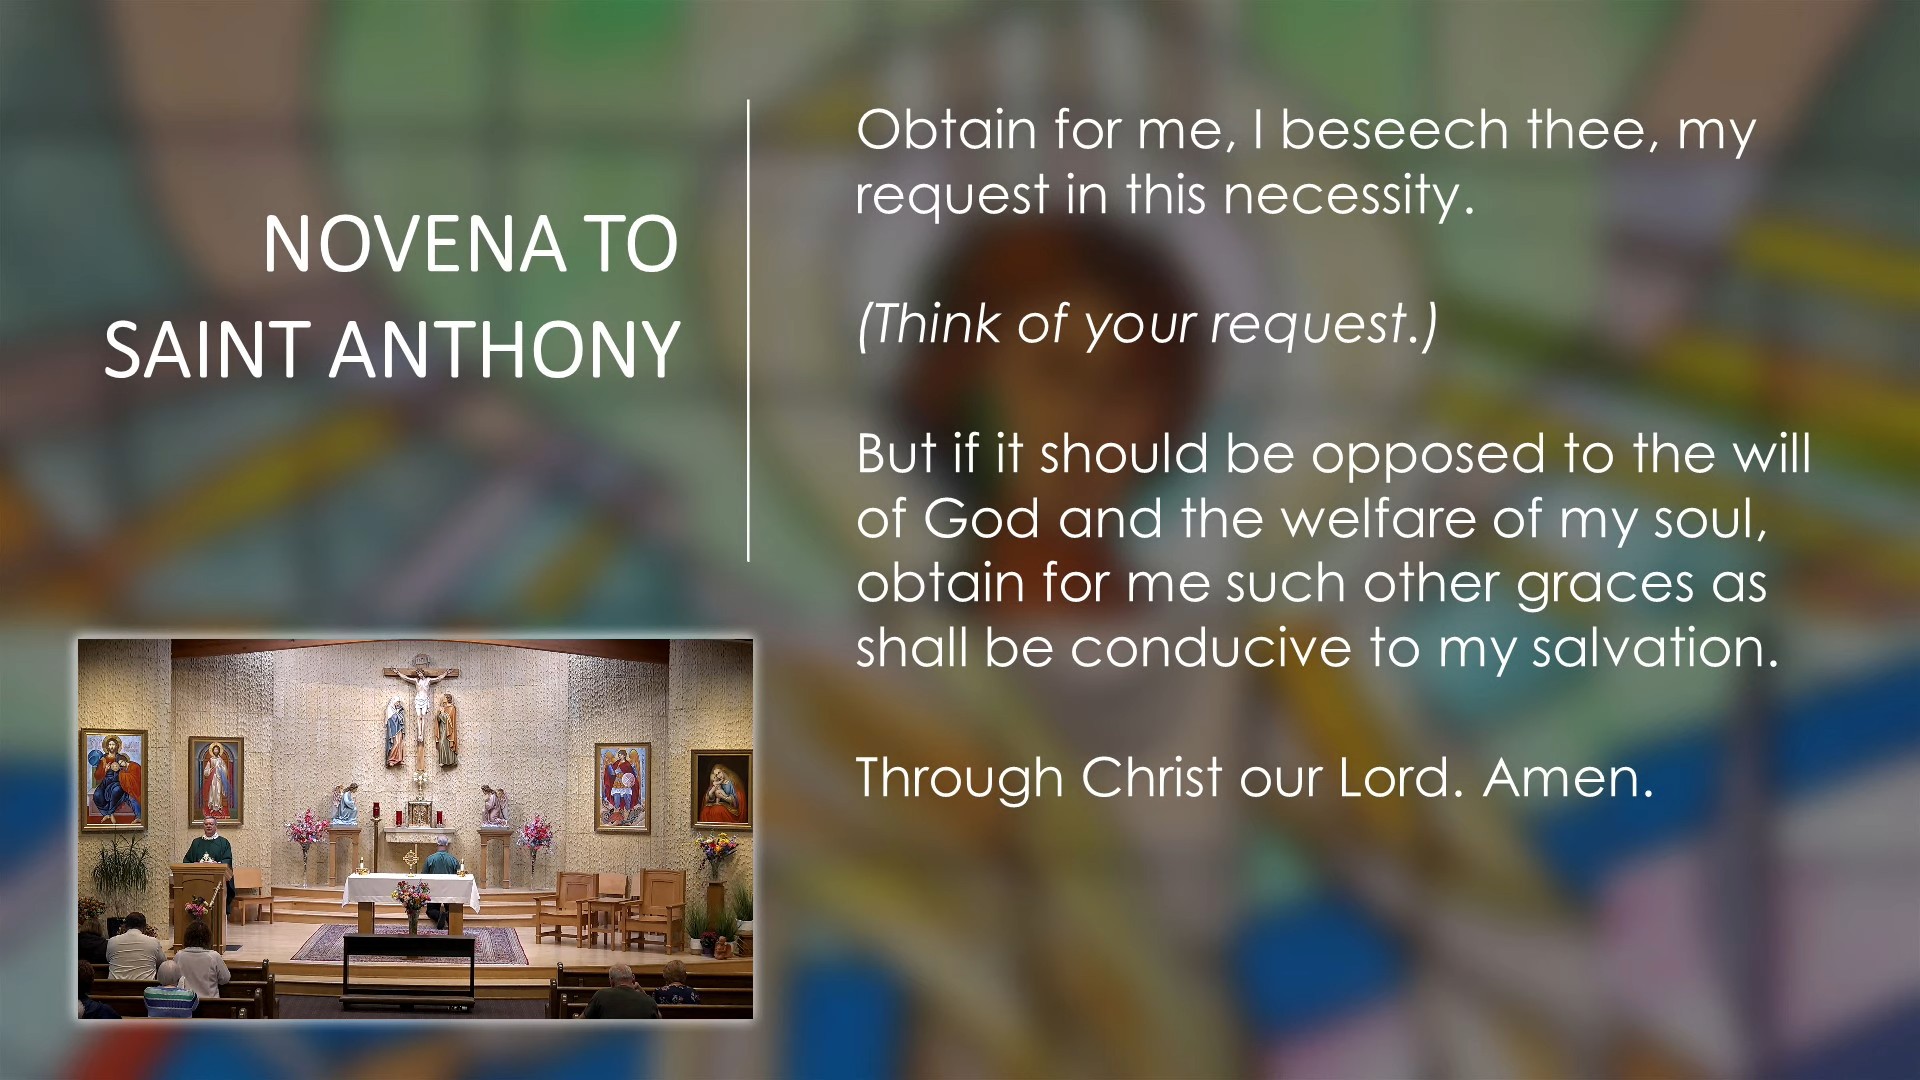 NOVENA TO
SAINT ANTHONY
Obtain for me, I beseech thee, my
request in this necessity.
(Think of your request.)
But if it should be opposed to the will
of God and the welfare of my soul,
obtain for me such other graces as
shall be conducive to my salvation.
Through Christ our Lord. Amen.